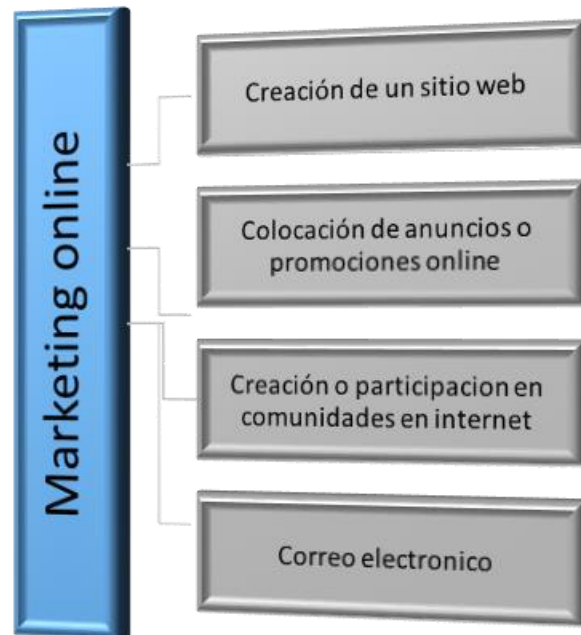 Marketing online
Creación de un sitio web
Colocación de anuncios o
promociones online
Creación o participacion en
comunidades en internet
Correo electronico